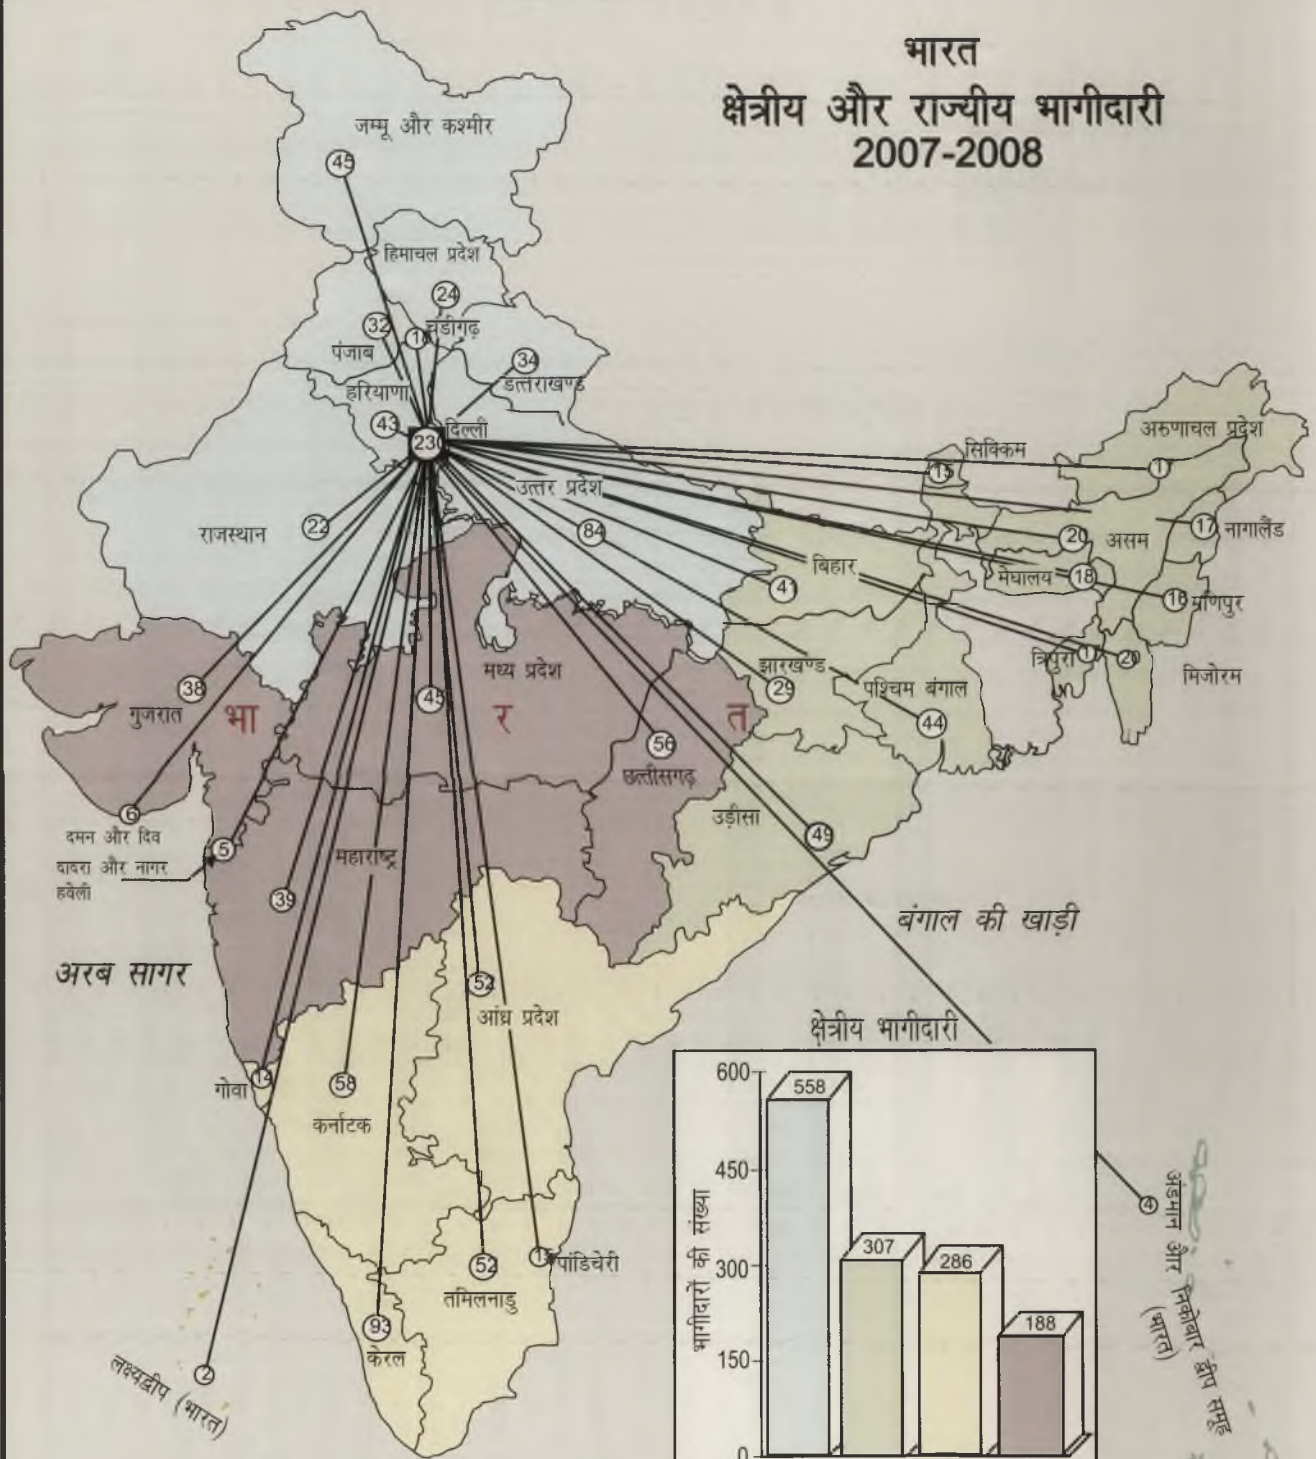 भारत
क्षेत्रीय और राज्यीय भागीदारी
2007-2008
जम्मू और कश्मीर
45
हिमाचल प्रदेश
24
32
चंडीगढ़
पंजाब
34
उत्तराखण्ड
हरियाणा
43
दिल्ली
230
सिक्किम
15
अरुणाचल प्रदेश
उत्तर प्रदेश
84
राजस्थान
22
20
असम
17
नागालैंड
बिहार
41
मेघालय
18
16
मणिपुर
त्रिपुरा
20
मिजोरम
मध्य प्रदेश
45
झारखण्ड
29
पश्चिम बंगाल
44
38
गुजरात
भा
र
त
56
छत्तीसगढ़
उड़ीसा
49
6
दमन और दिव
5
दादरा और नागर
हवेली
महाराष्ट्र
39
बंगाल की खाड़ी
अरब सागर
52
आंध्र प्रदेश
गोवा
14
58
कर्नाटक
पांडिचेरी
52
तमिलनाडु
93
केरल
2
लक्ष्यद्वीप (भारत)
4
अंडमान और निकोबार द्वीप समूह
(भारत)
क्षेत्रीय भागीदारी
भागीदारों की संख्या
600
450
300
150
0
558
307
286
188